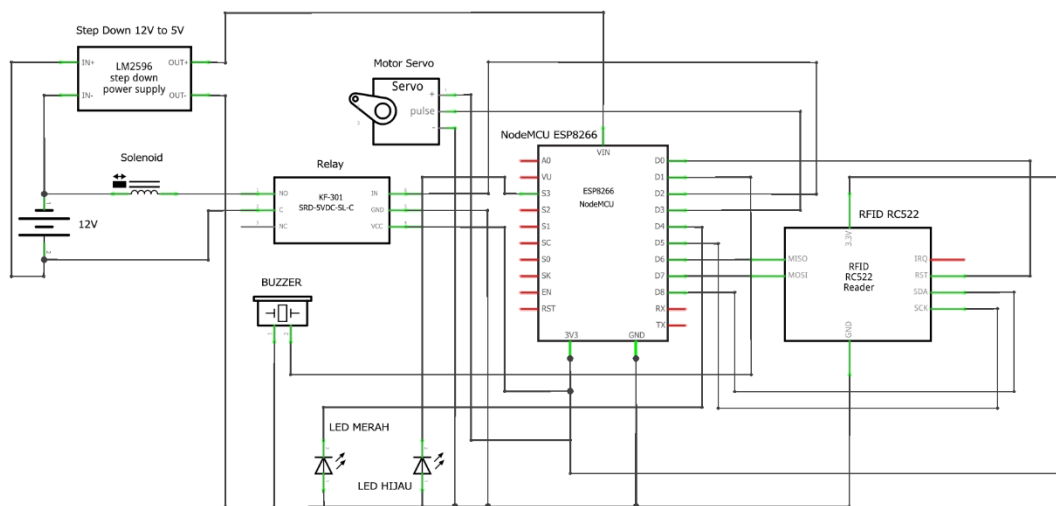 Step Down 12V to 5V
IN+
OUT+
LM2596
step down
power supply
IN-
OUT-
Motor Servo
Servo
+
pulse
-
NodeMCU ESP8266
VIN
A0
D0
VU
D1
ESP8266
NodeMCU
S3
D2
S2
D3
S1
D4
SC
D5
S0
D6
SK
D7
EN
D8
RST
RX
TX
3V3
GND
Solenoid
Relay
NO
KF-301
IN
C
SRD-5VDC-SL-C
GND
NC
VCC
1
12V
2
BUZZER
RFID RC522
3.3V
MISO
RFID
RC522
Reader
IRQ
MOSI
RST
SDA
SCK
GND
LED MERAH
LED HIJAU